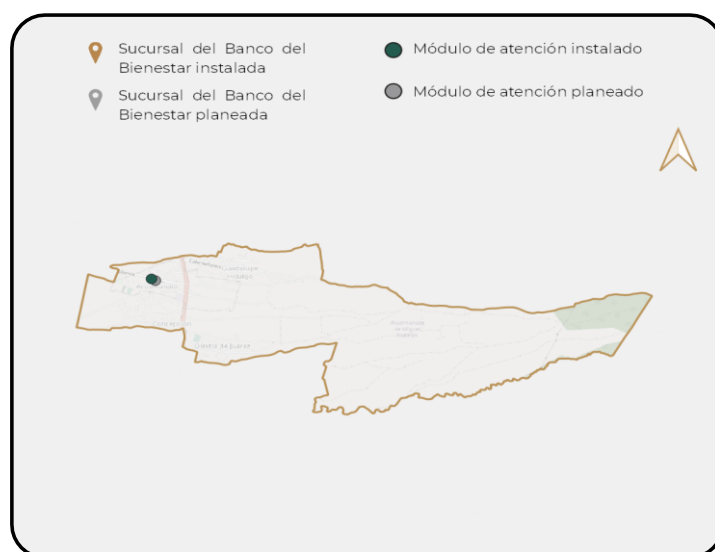 Sucursal del Banco del
Bienestar instalada
Módulo de atención instalado
Sucursal del Banco del
Bienestar planeada
Módulo de atención planeado
Concepción